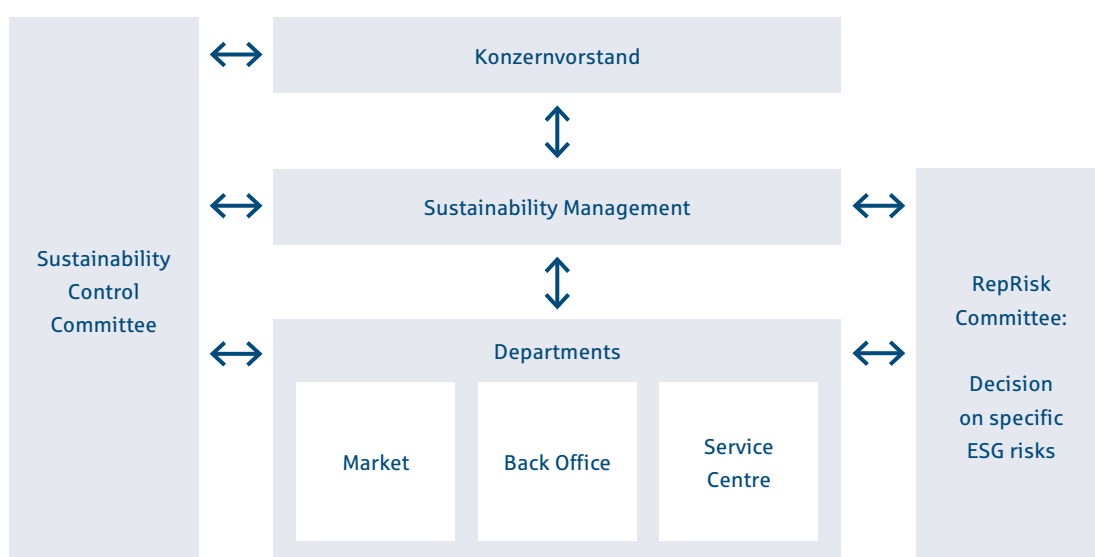 Konzernvorstand
Sustainability Management
Sustainability
Control
Committee
Departments
Market
Back Office
Service
Centre
RepRisk
Committee:
Decision
on specific
ESG risks